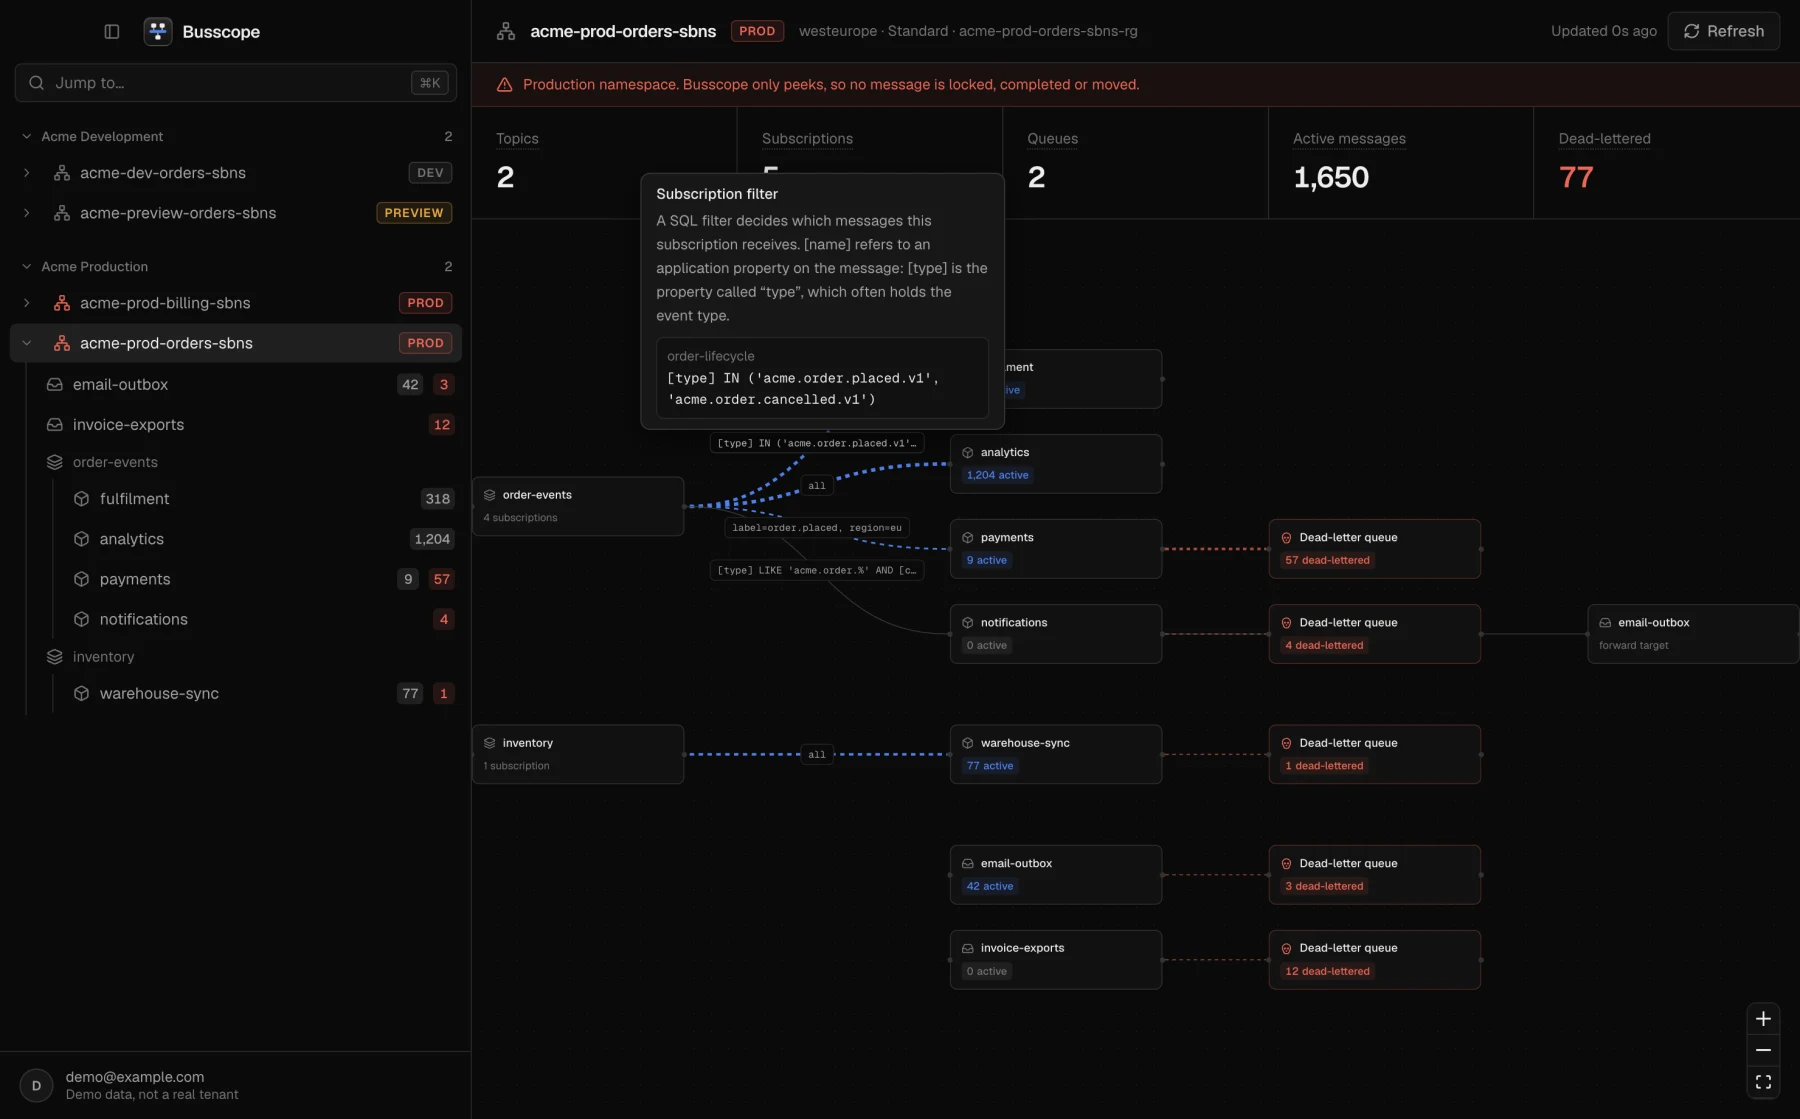 Busscope
Jump to...
⌘K
Acme Development 2
acme-dev-orders-sbns DEV
acme-preview-orders-sbns PREVIEW
Acme Production 2
acme-prod-billing-sbns PROD
acme-prod-orders-sbns PROD
email-outbox 42 3
invoice-exports 12
order-events
fulfilment 318
analytics 1,204
payments 9 57
notifications 4
inventory
warehouse-sync 77 1
D
demo@example.com
Demo data, not a real tenant
acme-prod-orders-sbns PROD westeurope · Standard · acme-prod-orders-sbns-rg
Updated 0s ago
Refresh
Production namespace. Busscope only peeks, so no message is locked, completed or moved.
Topics
2
Subscriptions
Queues
2
Active messages
1,650
Dead-lettered
77
Subscription filter
A SQL filter decides which messages this
subscription receives. [name] refers to an
application property on the message: [type] is the
property called “type”, which often holds the
event type.
order-lifecycle
[type] IN ('acme.order.placed.v1',
'acme.order.cancelled.v1')
[type] IN ('acme.order.placed.v1'…
all
label=order.placed, region=eu
[type] LIKE 'acme.order.%' AND [c…
order-events
4 subscriptions
analytics
1,204 active
payments
9 active
Dead-letter queue
57 dead-lettered
notifications
0 active
Dead-letter queue
4 dead-lettered
email-outbox
forward target
inventory
1 subscription
all
warehouse-sync
77 active
Dead-letter queue
1 dead-lettered
email-outbox
42 active
Dead-letter queue
3 dead-lettered
invoice-exports
0 active
Dead-letter queue
12 dead-lettered